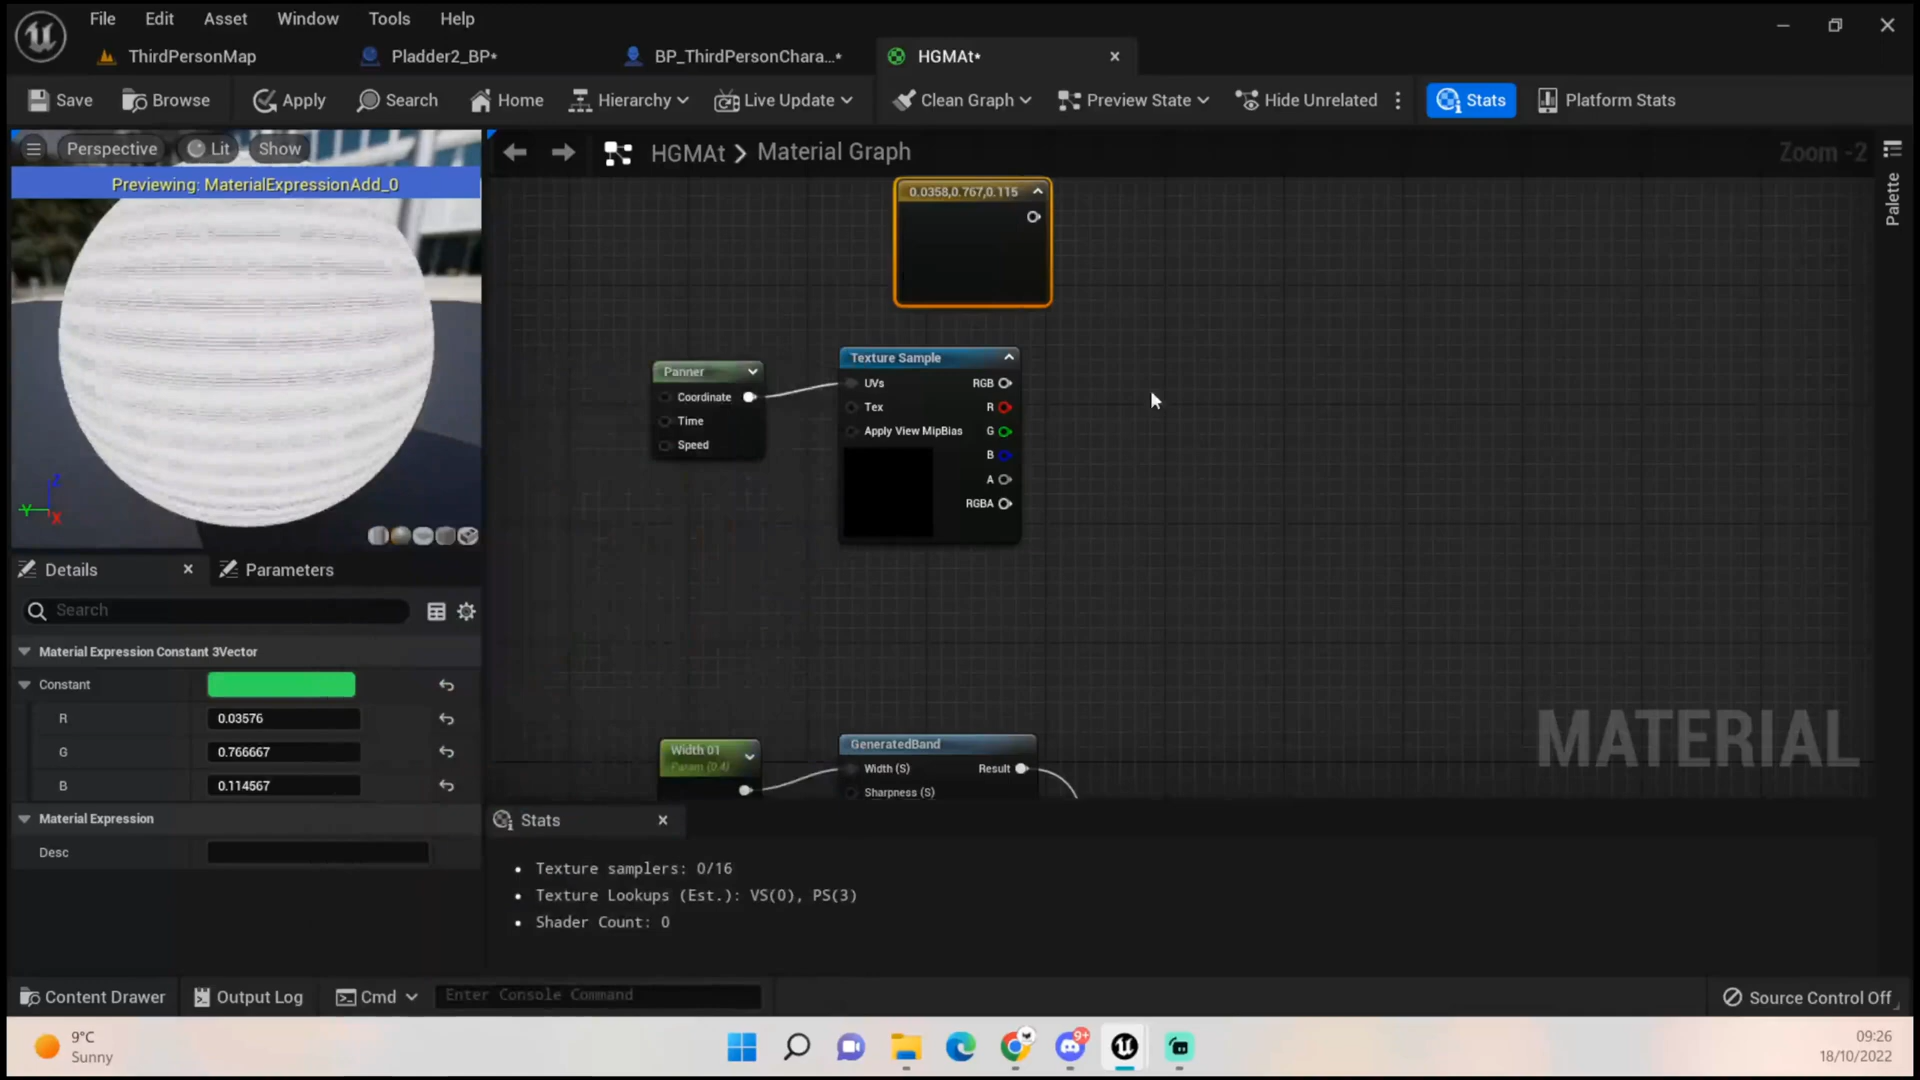 File Edit Asset Window Tools Help
ThirdPersonMap Pladder2_BP* BP_ThirdPersonChara...* HGMAt*
Save Browse Apply Search Home Hierarchy Live Update Clean Graph Preview State Hide Unrelated Stats Platform Stats
Perspective Lit Show
Previewing: MaterialExpressionAdd_0
HGMAt > Material Graph Zoom -2
Palette
0.0358,0.767,0.115
Panner
Coordinate
Time
Speed
Texture Sample
UVs RGB
Tex R
Apply View MipBias G
B
A
RGBA
Y
Z
X
Details Parameters
Search
Material Expression Constant 3Vector
Constant
R 0.03576
G 0.766667
B 0.114567
Material Expression
Desc
Width 01
Param (0.4)
GeneratedBand
Width (S) Result
Sharpness (S)
MATERIAL
Stats
• Texture samplers: 0/16
• Texture Lookups (Est.): VS(0), PS(3)
• Shader Count: 0
Content Drawer Output Log Cmd Enter Console Command Source Control Off
9°C
Sunny
9+
09:26
18/10/2022